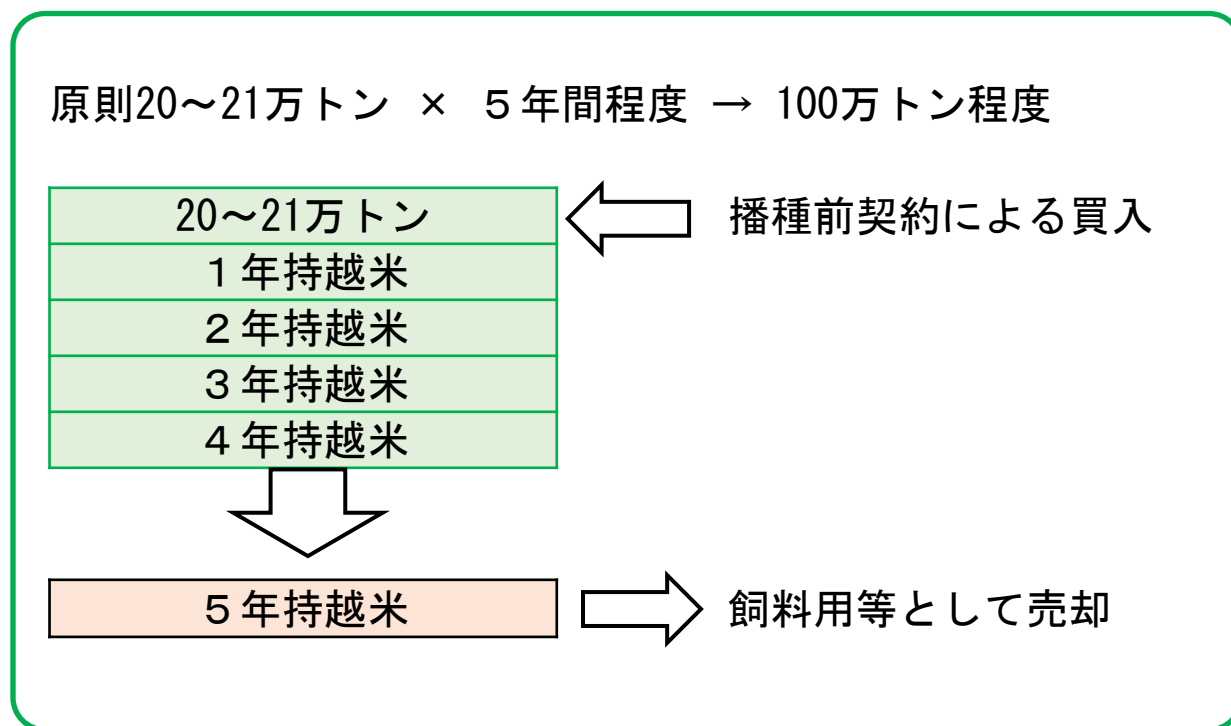 原則20～21万トン × ５年間程度 → 100万トン程度
20～21万トン
播種前契約による買入
１年持越米
２年持越米
３年持越米
４年持越米
５年持越米
飼料用等として売却